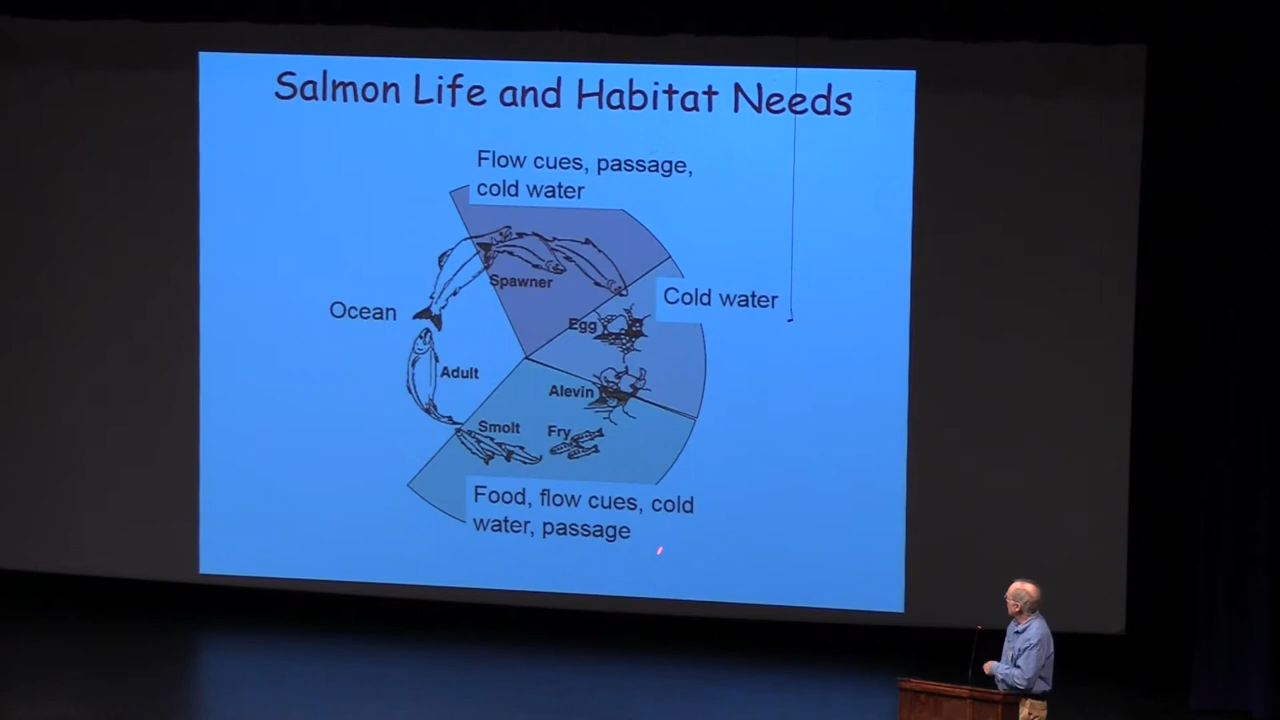 Salmon Life and Habitat Needs
Flow cues, passage,
cold water
Spawner
Cold water
Ocean
Egg
Adult
Alevin
Smolt
Fry
Food, flow cues, cold
water, passage